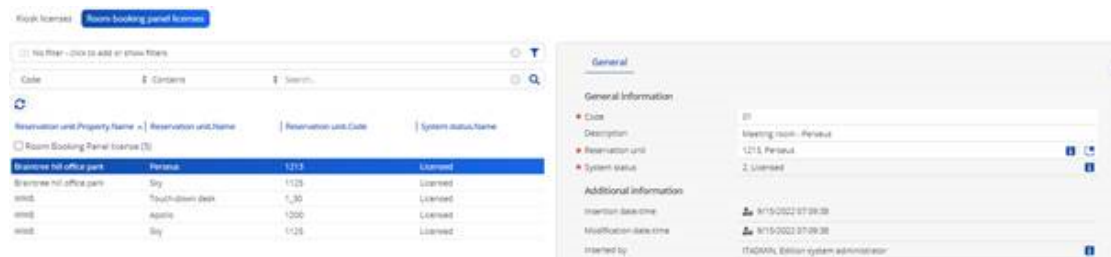 Kiosk licenses Room booking panel licenses
No filter - click to add or show filters
Code Contains Search...
Reservation unit.Property.Name Reservation unit.Name Reservation unit.Code System status.Name
Room Booking Panel license (5)
Braintree hill office park Perseus 1215 Licensed
Braintree hill office park Sky 1125 Licensed
Touch-down desk 1_30 Licensed
Apollo 1200 Licensed
Sky 1125 Licensed
General
General information
* Code 01
Description Meeting room - Perseus
* Reservation unit 1215, Perseus
* System status 2, Licensed
Additional information
Insertion date-time 9/15/2022 07:09:38
Modification date-time 9/15/2022 07:09:38
Inserted by ITADMIN, Edition system administrator